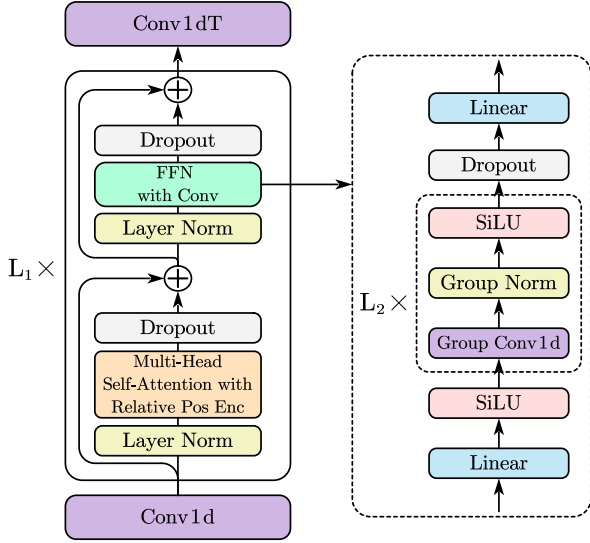 Conv1dT
Dropout
FFN
with Conv
Layer Norm
L₁×
Dropout
Multi-Head
Self-Attention with
Relative Pos Enc
Layer Norm
Conv1d
Linear
Dropout
SiLU
Group Norm
L₂×
Group Conv1d
SiLU
Linear